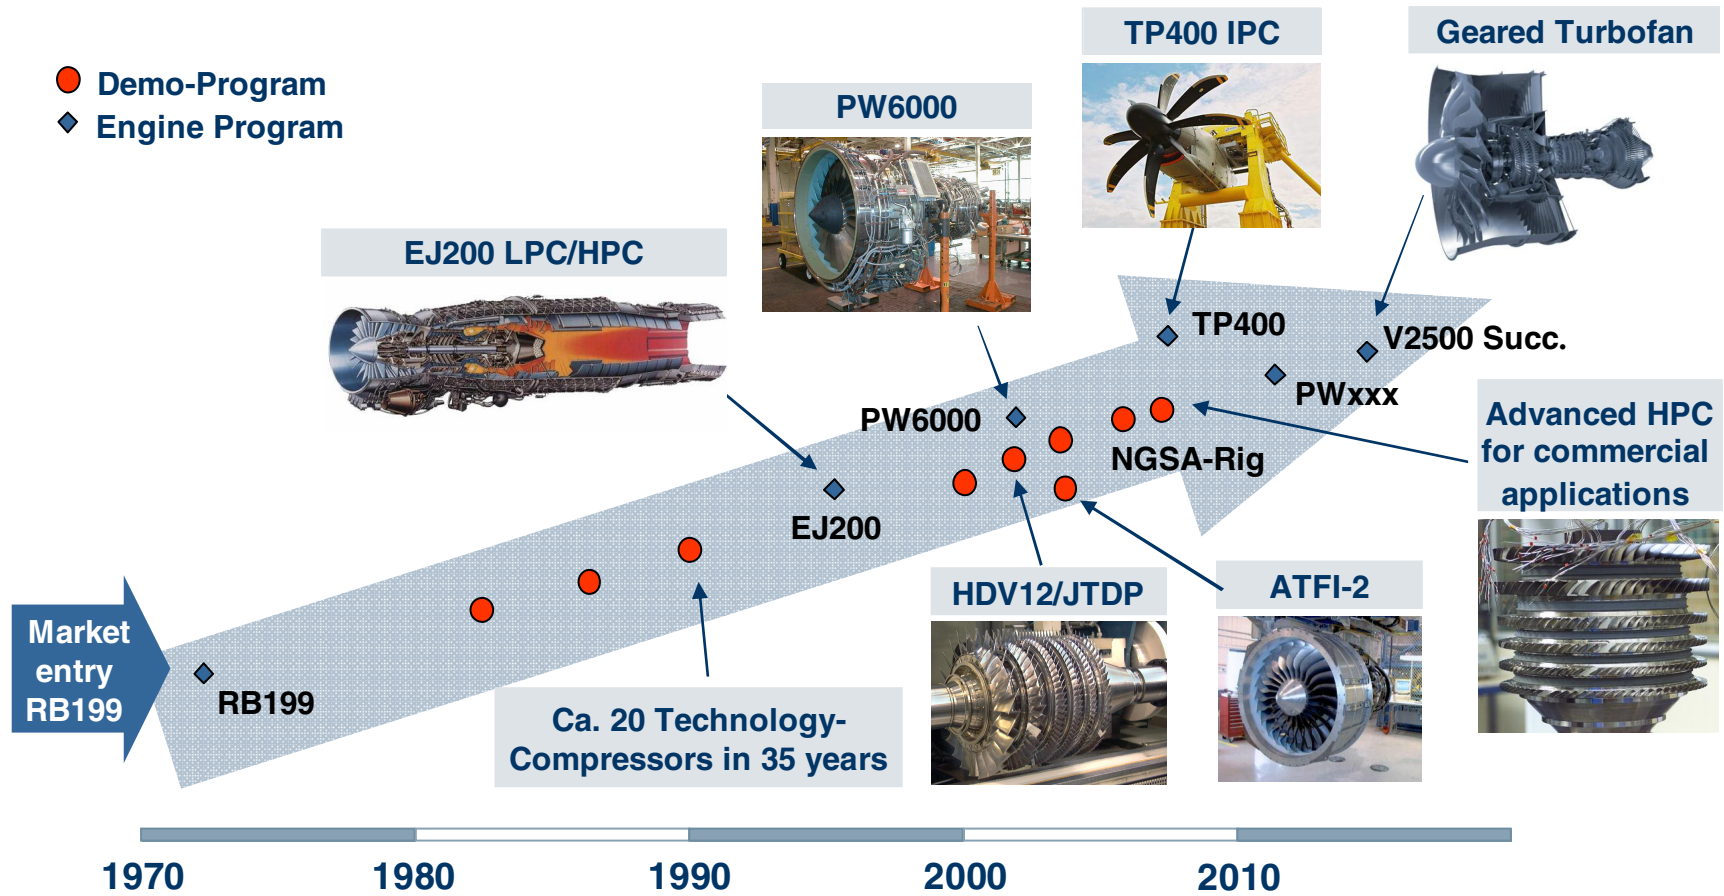 Demo-Program
Engine Program
TP400 IPC
Geared Turbofan
PW6000
EJ200 LPC/HPC
TP400
V2500 Succ.
PWxxx
PW6000
NGSA-Rig
Advanced HPC
for commercial
applications
EJ200
HDV12/JTDP
ATFI-2
Market
entry
RB199
RB199
Ca. 20 Technology-
Compressors in 35 years
1970
1980
1990
2000
2010